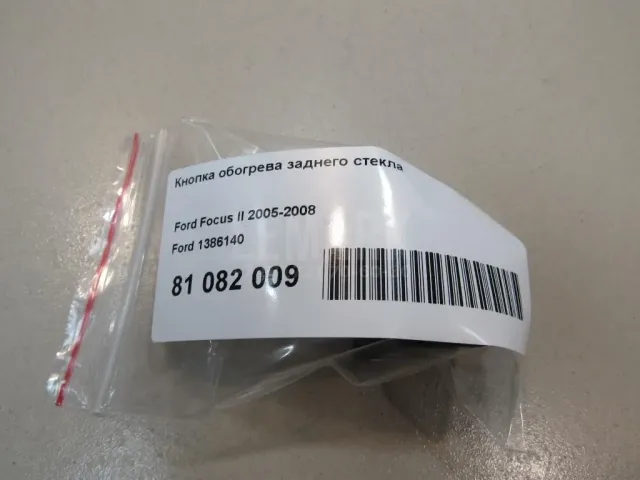 Кнопка обогрева заднего стекла
Ford Focus II 2005-2008
Ford 1386140
81 082 009